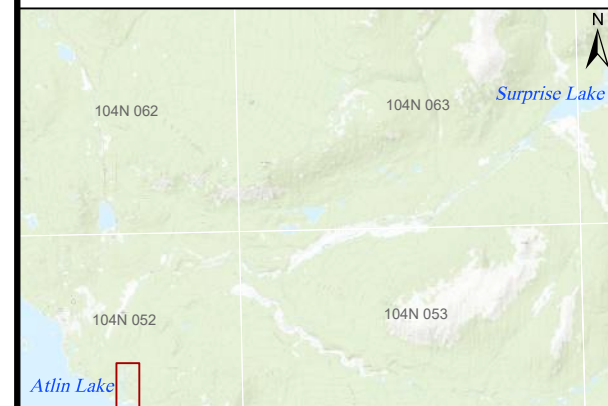 N
Surprise Lake
104N 062
104N 063
104N 052
104N 053
Atlin Lake